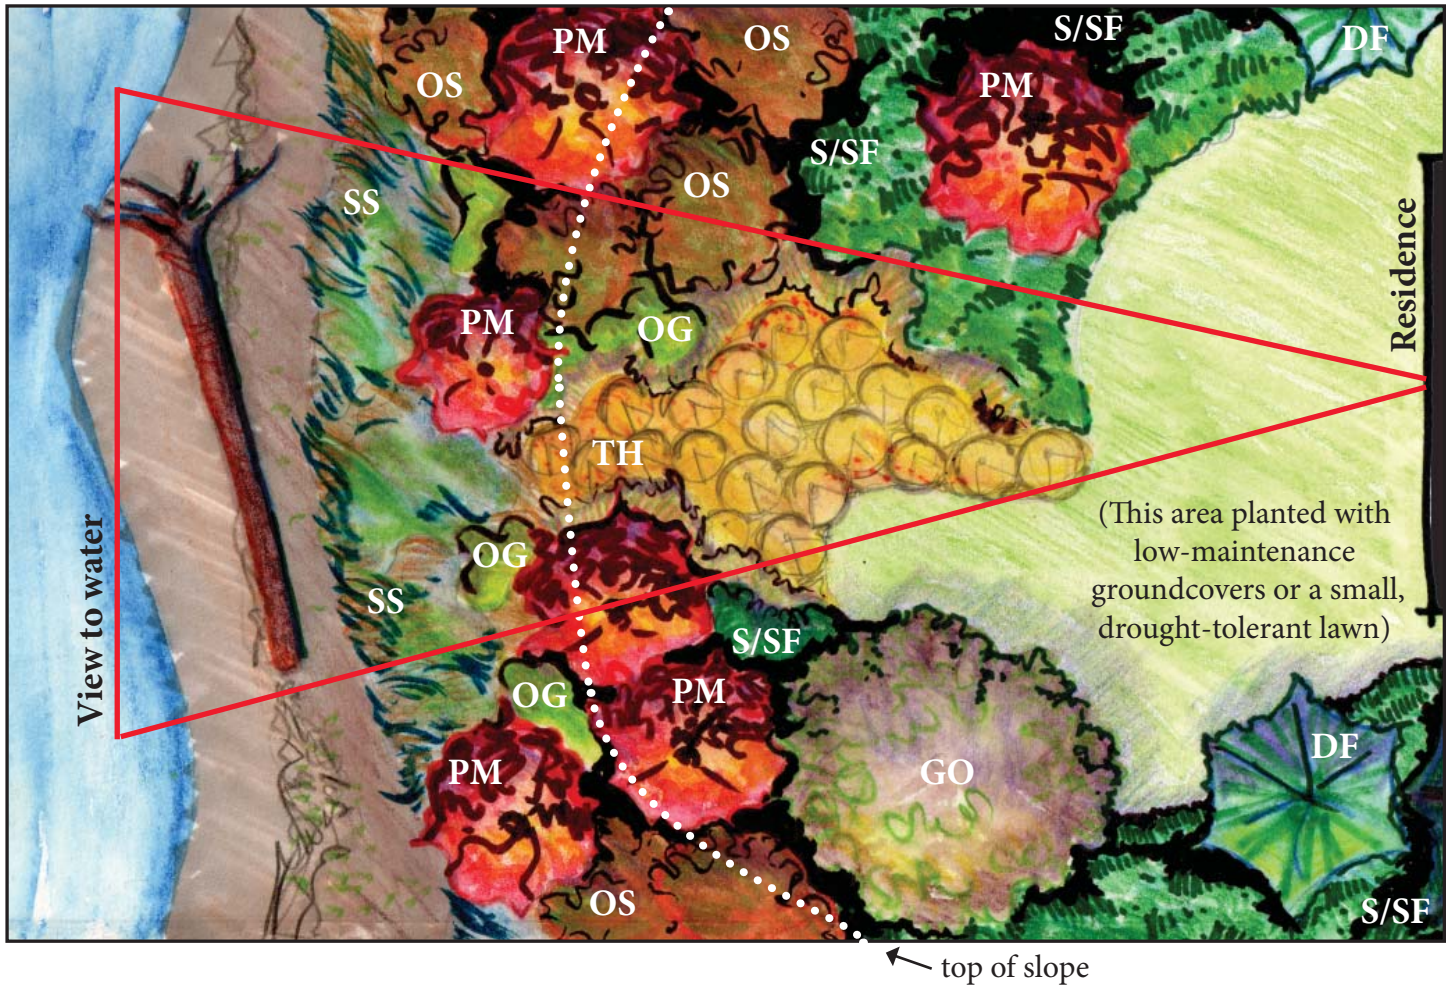 PM
OS
S/SF
DF
OS
PM
S/SF
OS
SS
Residence
PM
OG
TH
(This area planted with
low-maintenance
groundcovers or a small,
drought-tolerant lawn)
OG
SS
View to water
S/SF
OG
PM
PM
GO
DF
OS
S/SF
top of slope